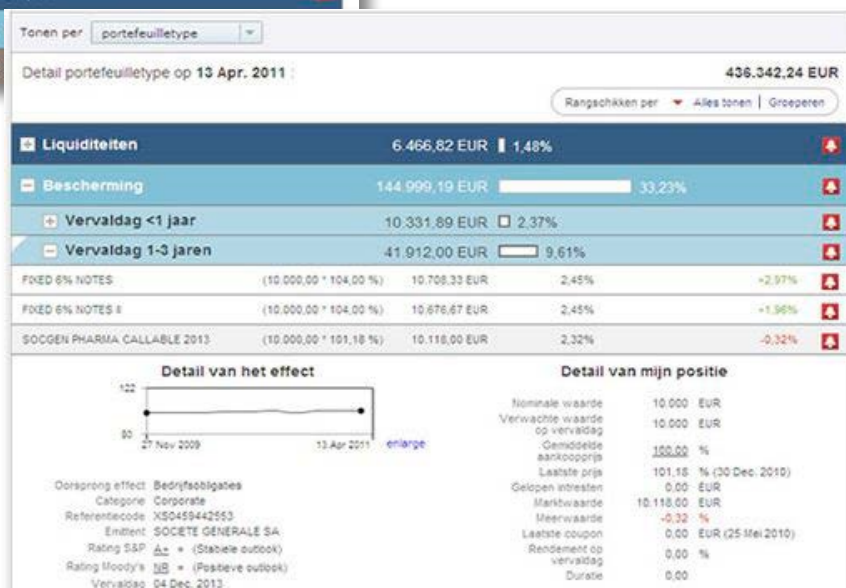 Tonen per portefeuilletype
Detail portefeuilletype op 13 Apr. 2011 : 436.342,24 EUR
Rangschikken per Alles tonen | Groeperen
Liquiditeiten 6.466,82 EUR 1,48%
Bescherming 144.999,19 EUR 33,23%
Vervaldag <1 jaar 10.331,89 EUR 2,37%
Vervaldag 1-3 jaren 41.912,00 EUR 9,61%
FIXED 6% NOTES (10.000,00 * 104,00 %) 10.708,33 EUR 2,45% +2,97%
FIXED 6% NOTES II (10.000,00 * 104,00 %) 10.676,67 EUR 2,45% +1,96%
SOCGEN PHARMA CALLABLE 2013 (10.000,00 * 101,18 %) 10.118,00 EUR 2,32% -0,32%
Detail van het effect
122
80
27 Nov 2009 13 Apr 2011 enlarge
Oorsprong effect Bedrijfsobligaties
Categorie Corporate
Referentiecode XS0459442553
Emittent SOCIETE GENERALE SA
Rating S&P A+ = (Stabiele outlook)
Rating Moody's NR = (Positieve outlook)
Vervaldag 04 Dec. 2013
Detail van mijn positie
Nominale waarde 10.000 EUR
Verwachte waarde op vervaldag 10.000 EUR
Gemiddelde aankoopprijs 100,00 %
Laatste prijs 101,18 % (30 Dec. 2010)
Gelopen intresten 0,00 EUR
Marktwaarde 10.118,00 EUR
Meerwaarde -0,32 %
Laatste coupon 0,00 EUR (25 Mei 2010)
Rendement op vervaldag 0,00 %
Duratie 0,00